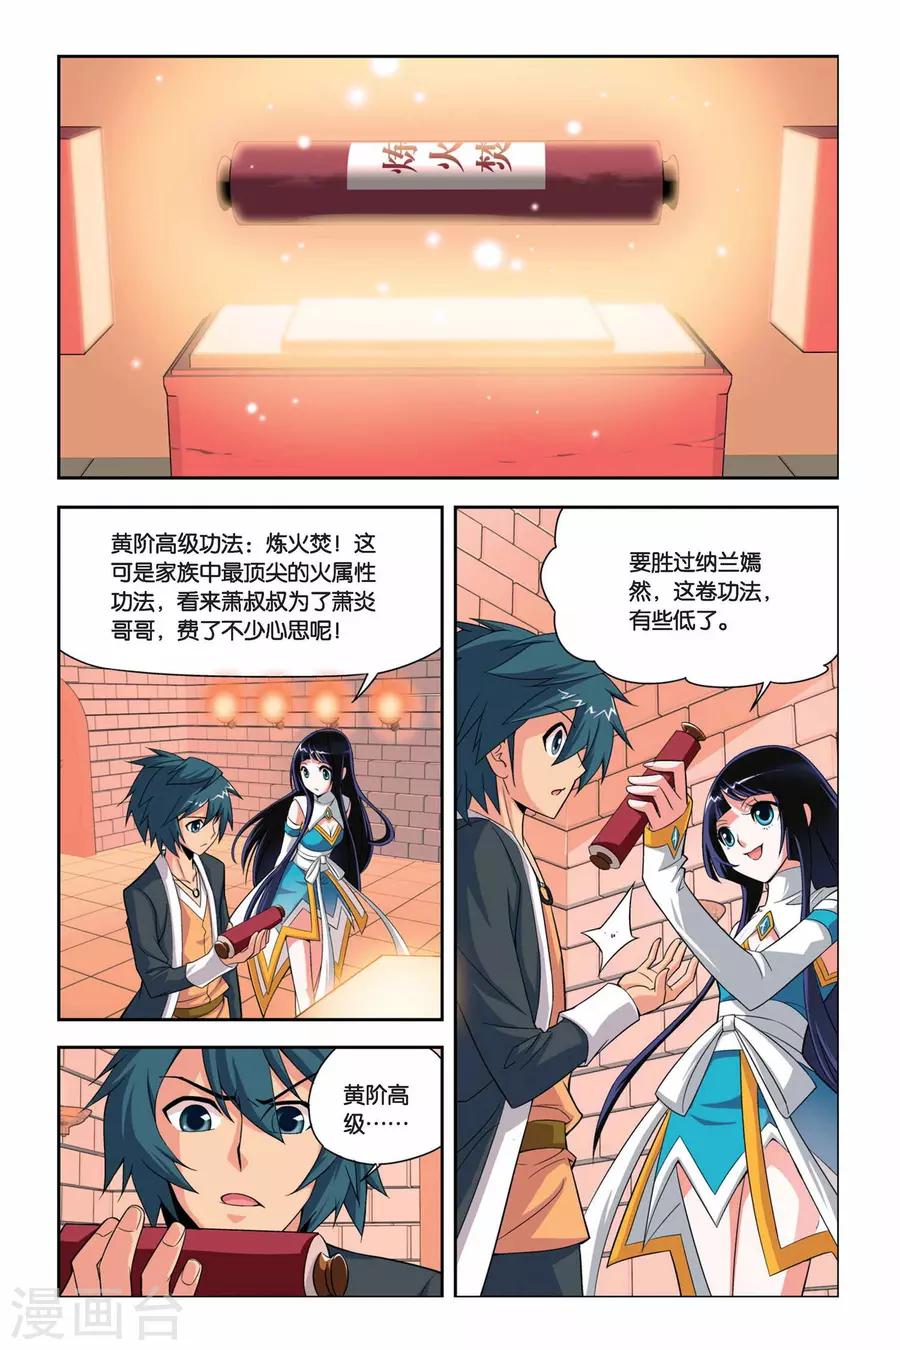 炼火焚
黄阶高级功法：炼火焚！这
可是家族中最顶尖的火属性
功法，看来萧叔叔为了萧炎
哥哥，费了不少心思呢！
黄阶高
级……
要胜过纳兰嫣
然，这卷功法，
有些低了。
漫画台